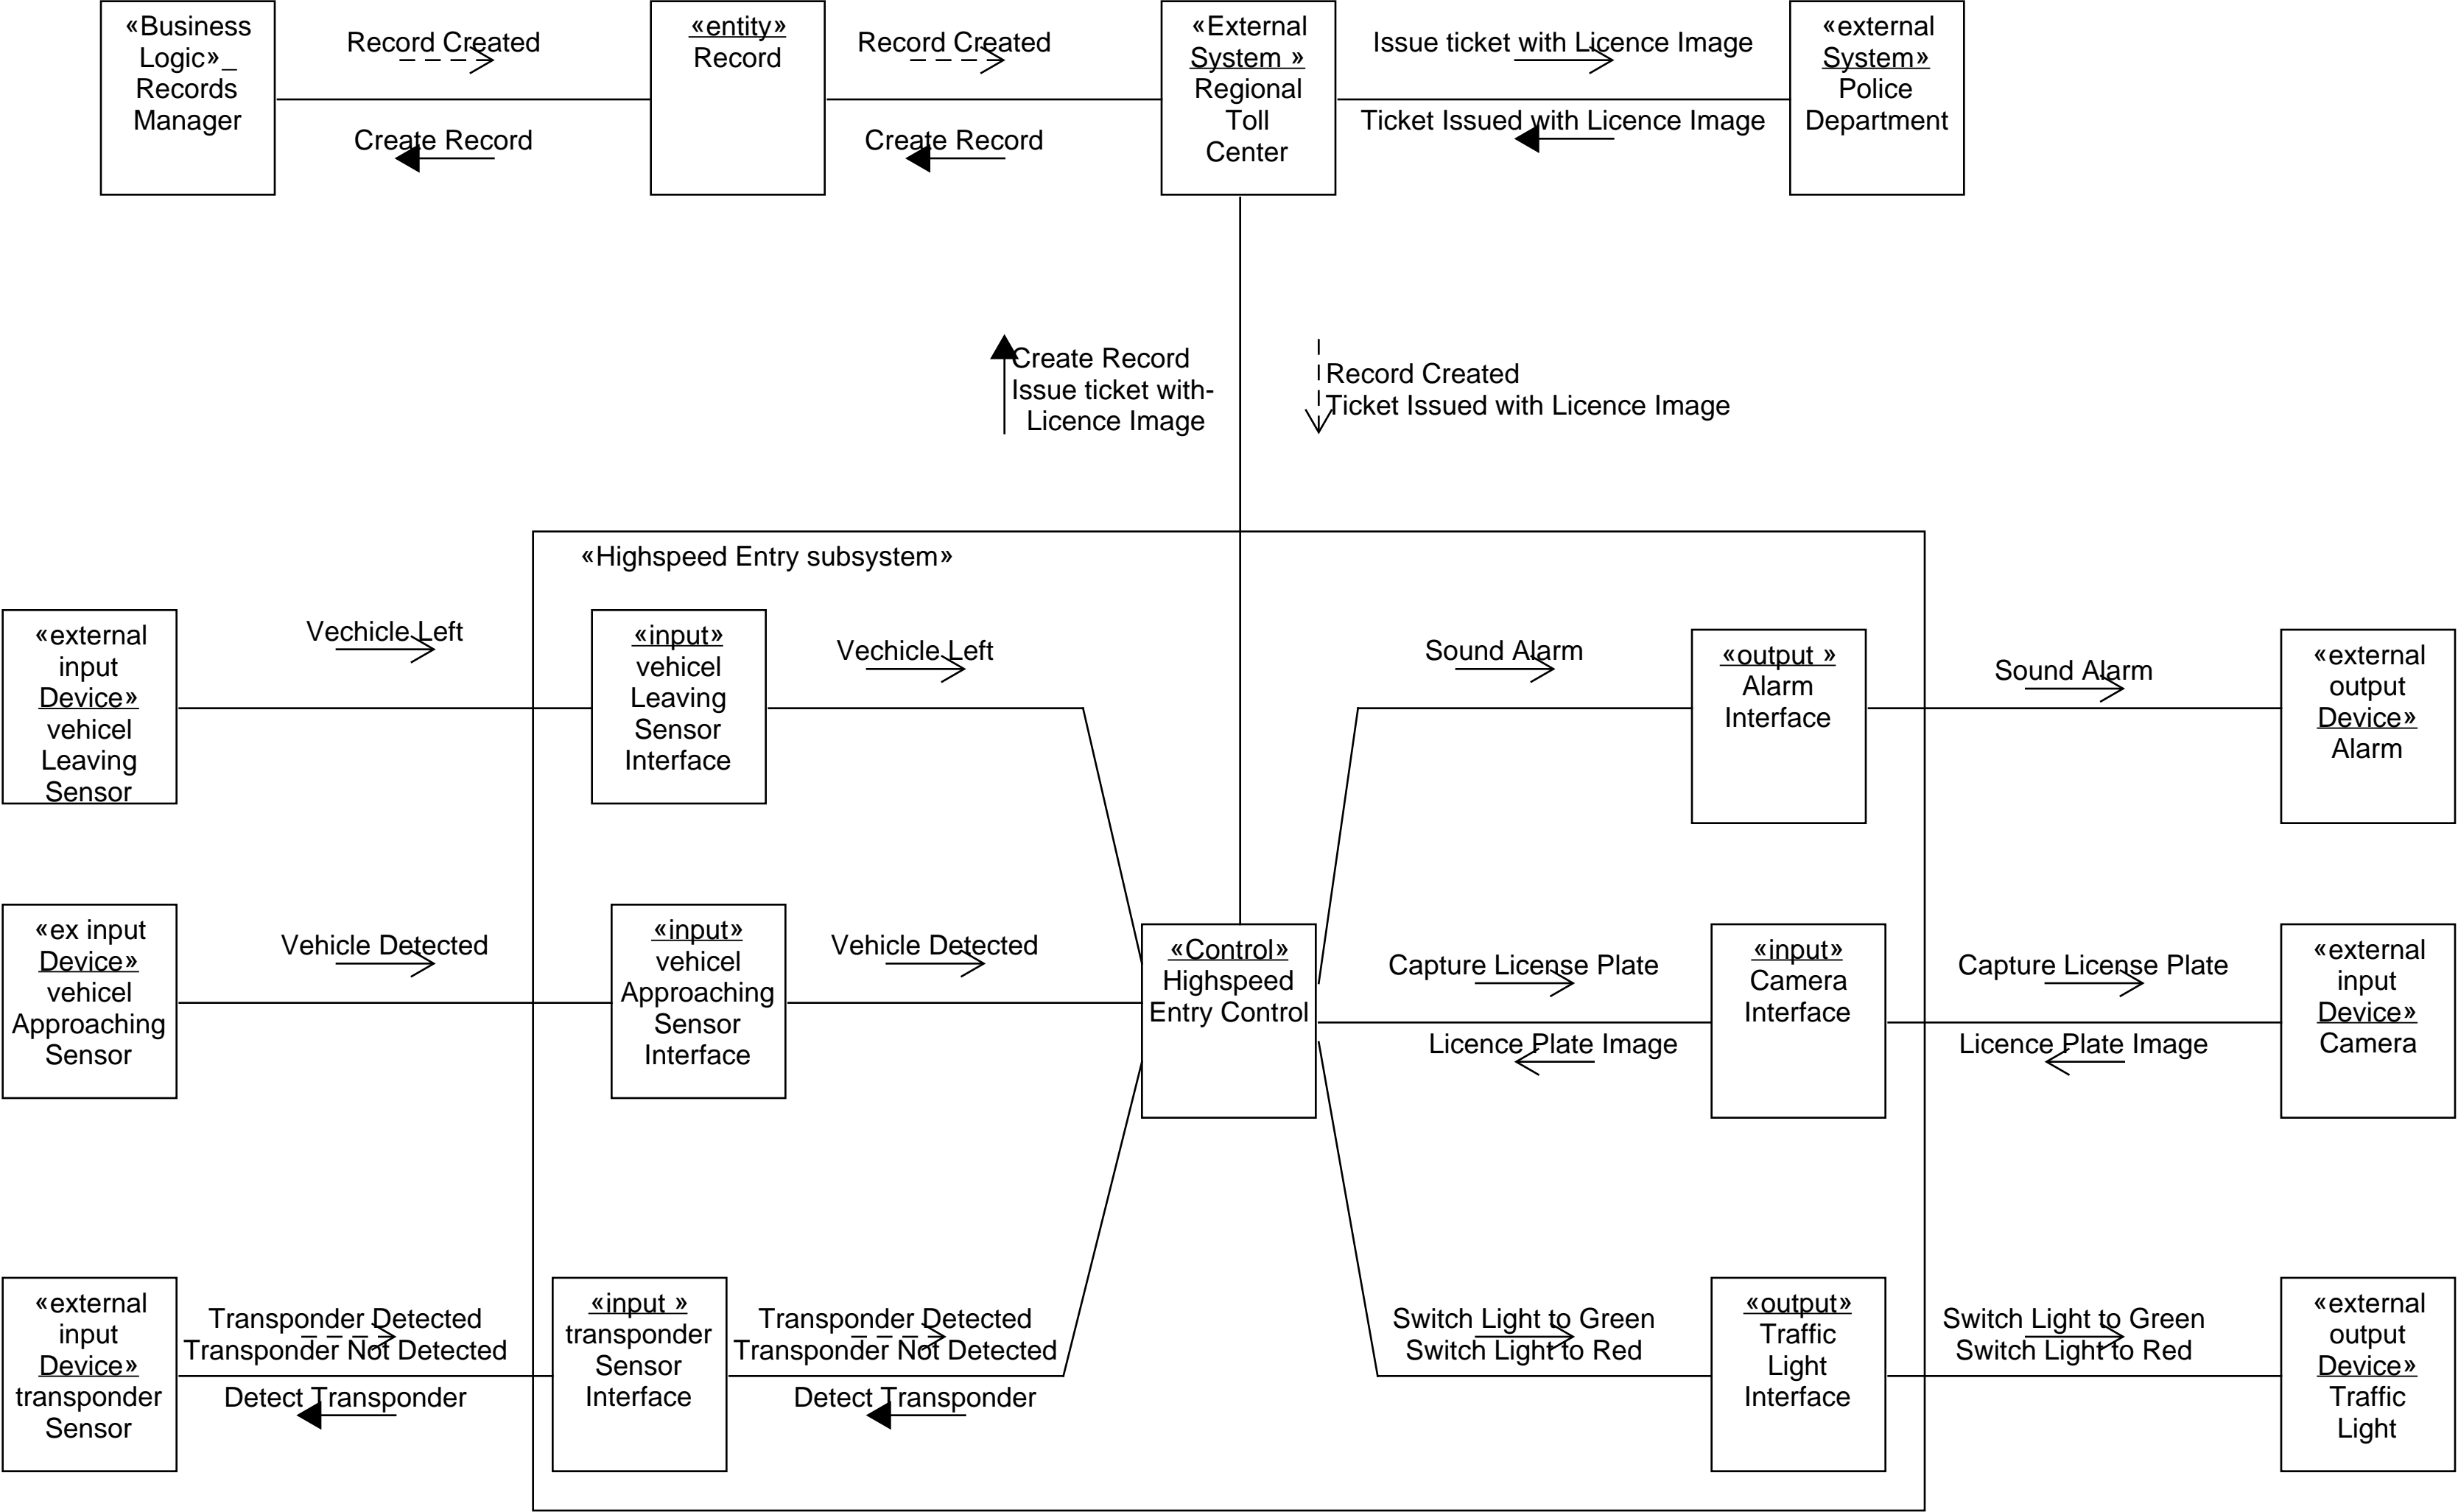 «Business
Logic»_
Records
Manager
Record Created
Create Record
«entity»
Record
Record Created
Create Record
«External
System »
Regional
Toll
Center
Issue ticket with Licence Image
Ticket Issued with Licence Image
«external
System»
Police
Department
Create Record
Issue ticket with-
Licence Image
Record Created
Ticket Issued with Licence Image
«Highspeed Entry subsystem»
«external
input
Device»
vehicel
Leaving
Sensor
Vechicle Left
«input»
vehicel
Leaving
Sensor
Interface
Vechicle Left
Sound Alarm
«output »
Alarm
Interface
Sound Alarm
«external
output
Device»
Alarm
«ex input
Device»
vehicel
Approaching
Sensor
Vehicle Detected
«input»
vehicel
Approaching
Sensor
Interface
Vehicle Detected
«Control»
Highspeed
Entry Control
Capture License Plate
Licence Plate Image
«input»
Camera
Interface
Capture License Plate
Licence Plate Image
«external
input
Device»
Camera
«external
input
Device»
transponder
Sensor
Transponder Detected
Transponder Not Detected
Detect Transponder
«input »
transponder
Sensor
Interface
Transponder Detected
Transponder Not Detected
Detect Transponder
Switch Light to Green
Switch Light to Red
«output»
Traffic
Light
Interface
Switch Light to Green
Switch Light to Red
«external
output
Device»
Traffic
Light